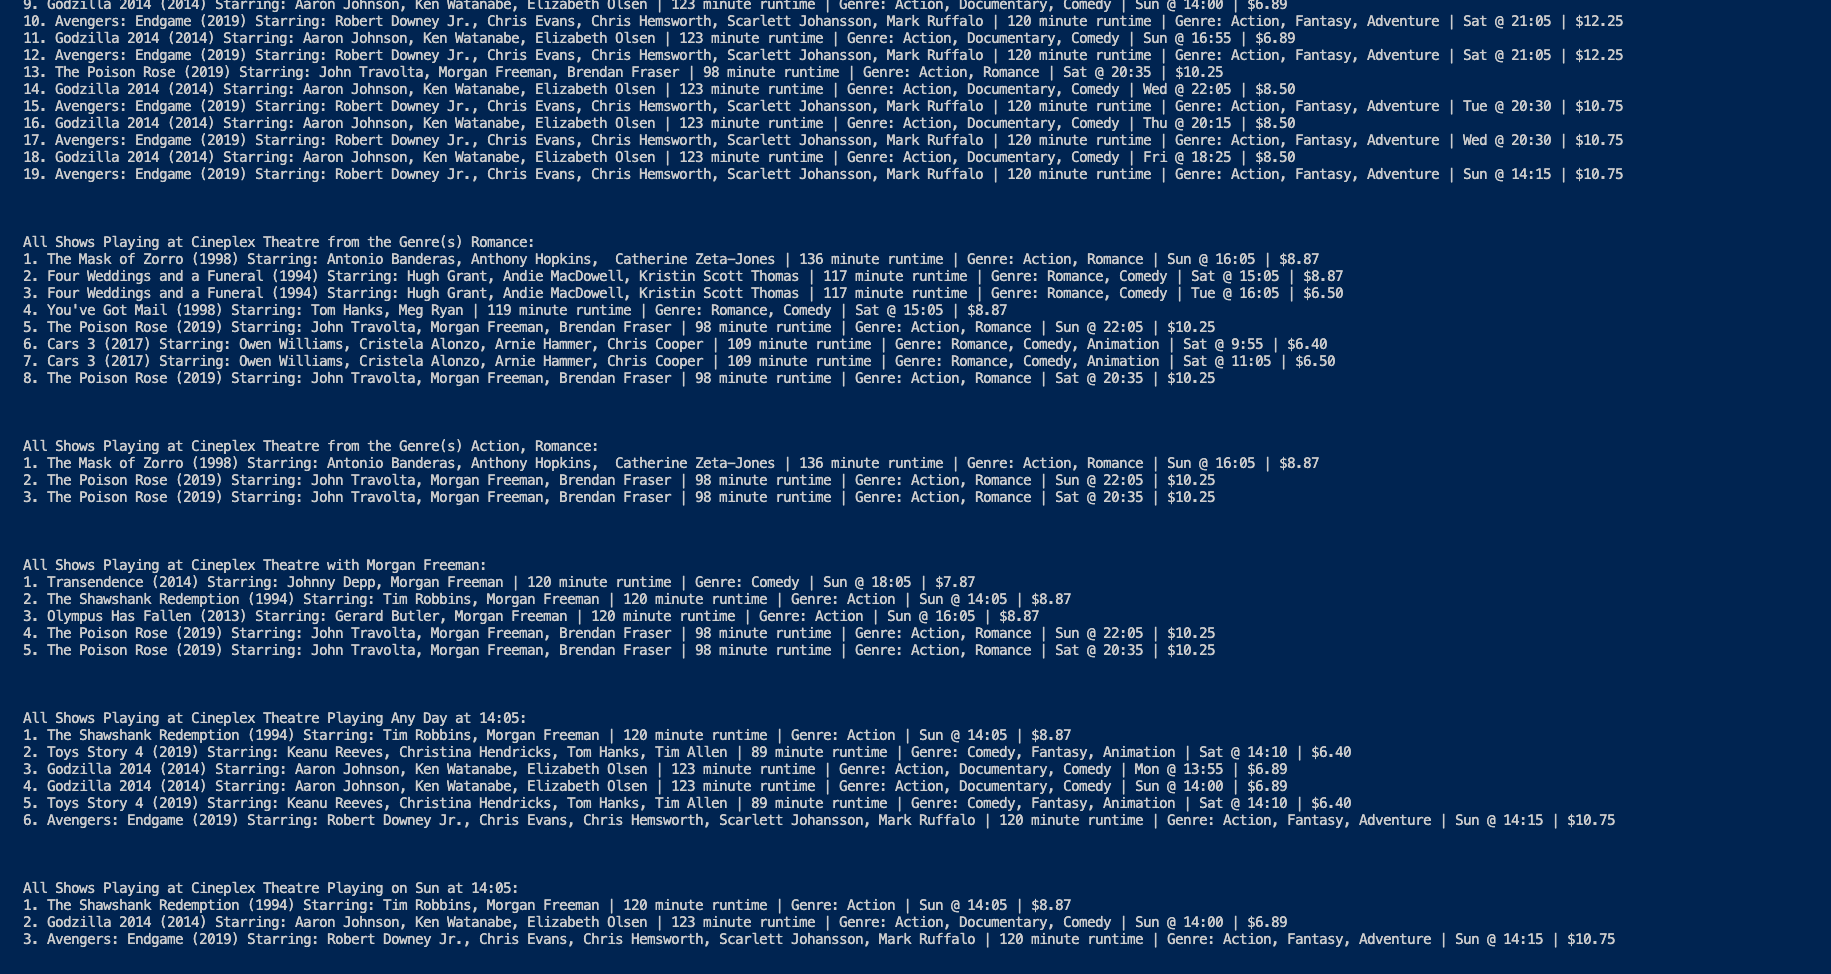 9. Godzilla 2014 (2014) Starring: Aaron Johnson, Ken Watanabe, Elizabeth Olsen | 123 minute runtime | Genre: Action, Documentary, Comedy | Sun @ 14:00 | $6.89
10. Avengers: Endgame (2019) Starring: Robert Downey Jr., Chris Evans, Chris Hemsworth, Scarlett Johansson, Mark Ruffalo | 120 minute runtime | Genre: Action, Fantasy, Adventure | Sat @ 21:05 | $12.25
11. Godzilla 2014 (2014) Starring: Aaron Johnson, Ken Watanabe, Elizabeth Olsen | 123 minute runtime | Genre: Action, Documentary, Comedy | Sun @ 16:55 | $6.89
12. Avengers: Endgame (2019) Starring: Robert Downey Jr., Chris Evans, Chris Hemsworth, Scarlett Johansson, Mark Ruffalo | 120 minute runtime | Genre: Action, Fantasy, Adventure | Sat @ 21:05 | $12.25
13. The Poison Rose (2019) Starring: John Travolta, Morgan Freeman, Brendan Fraser | 98 minute runtime | Genre: Action, Romance | Sat @ 20:35 | $10.25
14. Godzilla 2014 (2014) Starring: Aaron Johnson, Ken Watanabe, Elizabeth Olsen | 123 minute runtime | Genre: Action, Documentary, Comedy | Wed @ 22:05 | $8.50
15. Avengers: Endgame (2019) Starring: Robert Downey Jr., Chris Evans, Chris Hemsworth, Scarlett Johansson, Mark Ruffalo | 120 minute runtime | Genre: Action, Fantasy, Adventure | Tue @ 20:30 | $10.75
16. Godzilla 2014 (2014) Starring: Aaron Johnson, Ken Watanabe, Elizabeth Olsen | 123 minute runtime | Genre: Action, Documentary, Comedy | Thu @ 20:15 | $8.50
17. Avengers: Endgame (2019) Starring: Robert Downey Jr., Chris Evans, Chris Hemsworth, Scarlett Johansson, Mark Ruffalo | 120 minute runtime | Genre: Action, Fantasy, Adventure | Wed @ 20:30 | $10.75
18. Godzilla 2014 (2014) Starring: Aaron Johnson, Ken Watanabe, Elizabeth Olsen | 123 minute runtime | Genre: Action, Documentary, Comedy | Fri @ 18:25 | $8.50
19. Avengers: Endgame (2019) Starring: Robert Downey Jr., Chris Evans, Chris Hemsworth, Scarlett Johansson, Mark Ruffalo | 120 minute runtime | Genre: Action, Fantasy, Adventure | Sun @ 14:15 | $10.75
All Shows Playing at Cineplex Theatre from the Genre(s) Romance:
1. The Mask of Zorro (1998) Starring: Antonio Banderas, Anthony Hopkins,  Catherine Zeta-Jones | 136 minute runtime | Genre: Action, Romance | Sun @ 16:05 | $8.87
2. Four Weddings and a Funeral (1994) Starring: Hugh Grant, Andie MacDowell, Kristin Scott Thomas | 117 minute runtime | Genre: Romance, Comedy | Sat @ 15:05 | $8.87
3. Four Weddings and a Funeral (1994) Starring: Hugh Grant, Andie MacDowell, Kristin Scott Thomas | 117 minute runtime | Genre: Romance, Comedy | Tue @ 16:05 | $6.50
4. You've Got Mail (1998) Starring: Tom Hanks, Meg Ryan | 119 minute runtime | Genre: Romance, Comedy | Sat @ 15:05 | $8.87
5. The Poison Rose (2019) Starring: John Travolta, Morgan Freeman, Brendan Fraser | 98 minute runtime | Genre: Action, Romance | Sun @ 22:05 | $10.25
6. Cars 3 (2017) Starring: Owen Williams, Cristela Alonzo, Arnie Hammer, Chris Cooper | 109 minute runtime | Genre: Romance, Comedy, Animation | Sat @ 9:55 | $6.40
7. Cars 3 (2017) Starring: Owen Williams, Cristela Alonzo, Arnie Hammer, Chris Cooper | 109 minute runtime | Genre: Romance, Comedy, Animation | Sat @ 11:05 | $6.50
8. The Poison Rose (2019) Starring: John Travolta, Morgan Freeman, Brendan Fraser | 98 minute runtime | Genre: Action, Romance | Sat @ 20:35 | $10.25
All Shows Playing at Cineplex Theatre from the Genre(s) Action, Romance:
1. The Mask of Zorro (1998) Starring: Antonio Banderas, Anthony Hopkins,  Catherine Zeta-Jones | 136 minute runtime | Genre: Action, Romance | Sun @ 16:05 | $8.87
2. The Poison Rose (2019) Starring: John Travolta, Morgan Freeman, Brendan Fraser | 98 minute runtime | Genre: Action, Romance | Sun @ 22:05 | $10.25
3. The Poison Rose (2019) Starring: John Travolta, Morgan Freeman, Brendan Fraser | 98 minute runtime | Genre: Action, Romance | Sat @ 20:35 | $10.25
All Shows Playing at Cineplex Theatre with Morgan Freeman:
1. Transendence (2014) Starring: Johnny Depp, Morgan Freeman | 120 minute runtime | Genre: Comedy | Sun @ 18:05 | $7.87
2. The Shawshank Redemption (1994) Starring: Tim Robbins, Morgan Freeman | 120 minute runtime | Genre: Action | Sun @ 14:05 | $8.87
3. Olympus Has Fallen (2013) Starring: Gerard Butler, Morgan Freeman | 120 minute runtime | Genre: Action | Sun @ 16:05 | $8.87
4. The Poison Rose (2019) Starring: John Travolta, Morgan Freeman, Brendan Fraser | 98 minute runtime | Genre: Action, Romance | Sun @ 22:05 | $10.25
5. The Poison Rose (2019) Starring: John Travolta, Morgan Freeman, Brendan Fraser | 98 minute runtime | Genre: Action, Romance | Sat @ 20:35 | $10.25
All Shows Playing at Cineplex Theatre Playing Any Day at 14:05:
1. The Shawshank Redemption (1994) Starring: Tim Robbins, Morgan Freeman | 120 minute runtime | Genre: Action | Sun @ 14:05 | $8.87
2. Toys Story 4 (2019) Starring: Keanu Reeves, Christina Hendricks, Tom Hanks, Tim Allen | 89 minute runtime | Genre: Comedy, Fantasy, Animation | Sat @ 14:10 | $6.40
3. Godzilla 2014 (2014) Starring: Aaron Johnson, Ken Watanabe, Elizabeth Olsen | 123 minute runtime | Genre: Action, Documentary, Comedy | Mon @ 13:55 | $6.89
4. Godzilla 2014 (2014) Starring: Aaron Johnson, Ken Watanabe, Elizabeth Olsen | 123 minute runtime | Genre: Action, Documentary, Comedy | Sun @ 14:00 | $6.89
5. Toys Story 4 (2019) Starring: Keanu Reeves, Christina Hendricks, Tom Hanks, Tim Allen | 89 minute runtime | Genre: Comedy, Fantasy, Animation | Sat @ 14:10 | $6.40
6. Avengers: Endgame (2019) Starring: Robert Downey Jr., Chris Evans, Chris Hemsworth, Scarlett Johansson, Mark Ruffalo | 120 minute runtime | Genre: Action, Fantasy, Adventure | Sun @ 14:15 | $10.75
All Shows Playing at Cineplex Theatre Playing on Sun at 14:05:
1. The Shawshank Redemption (1994) Starring: Tim Robbins, Morgan Freeman | 120 minute runtime | Genre: Action | Sun @ 14:05 | $8.87
2. Godzilla 2014 (2014) Starring: Aaron Johnson, Ken Watanabe, Elizabeth Olsen | 123 minute runtime | Genre: Action, Documentary, Comedy | Sun @ 14:00 | $6.89
3. Avengers: Endgame (2019) Starring: Robert Downey Jr., Chris Evans, Chris Hemsworth, Scarlett Johansson, Mark Ruffalo | 120 minute runtime | Genre: Action, Fantasy, Adventure | Sun @ 14:15 | $10.75